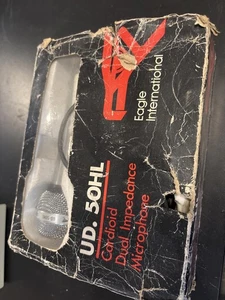 Eagle
International
UD. 50HL
Cardioid
Dual Impedance
Microphone